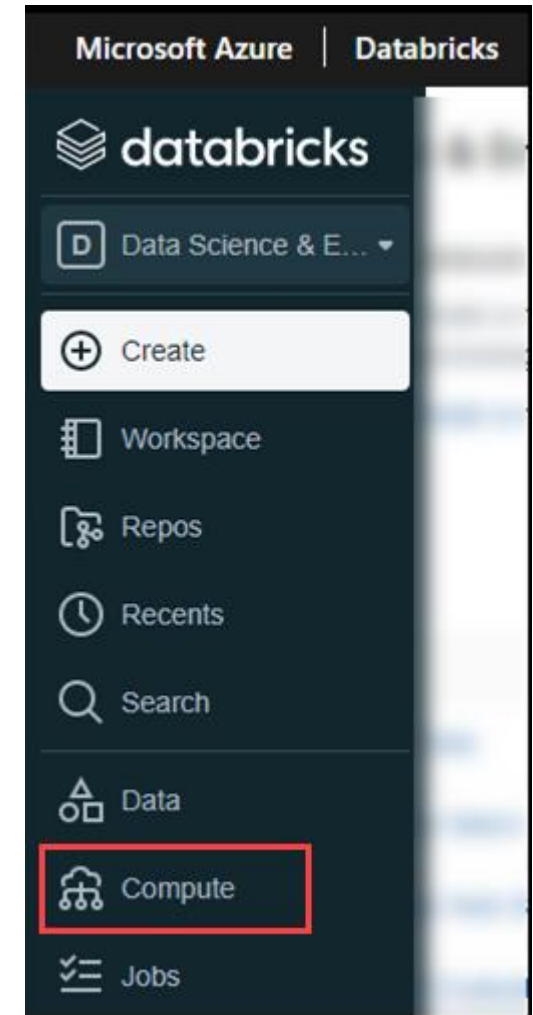 Microsoft Azure | Databricks
databricks
D Data Science & E...
Create
Workspace
Repos
Recents
Search
Data
Compute
Jobs